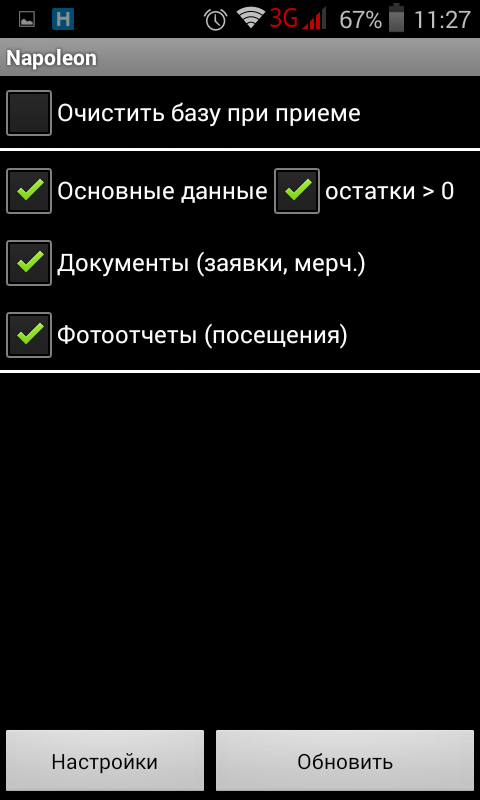 H 3G 67% 11:27
Napoleon
Очистить базу при приеме
Основные данные остатки > 0
Документы (заявки, мерч.)
Фотоотчеты (посещения)
Настройки Обновить